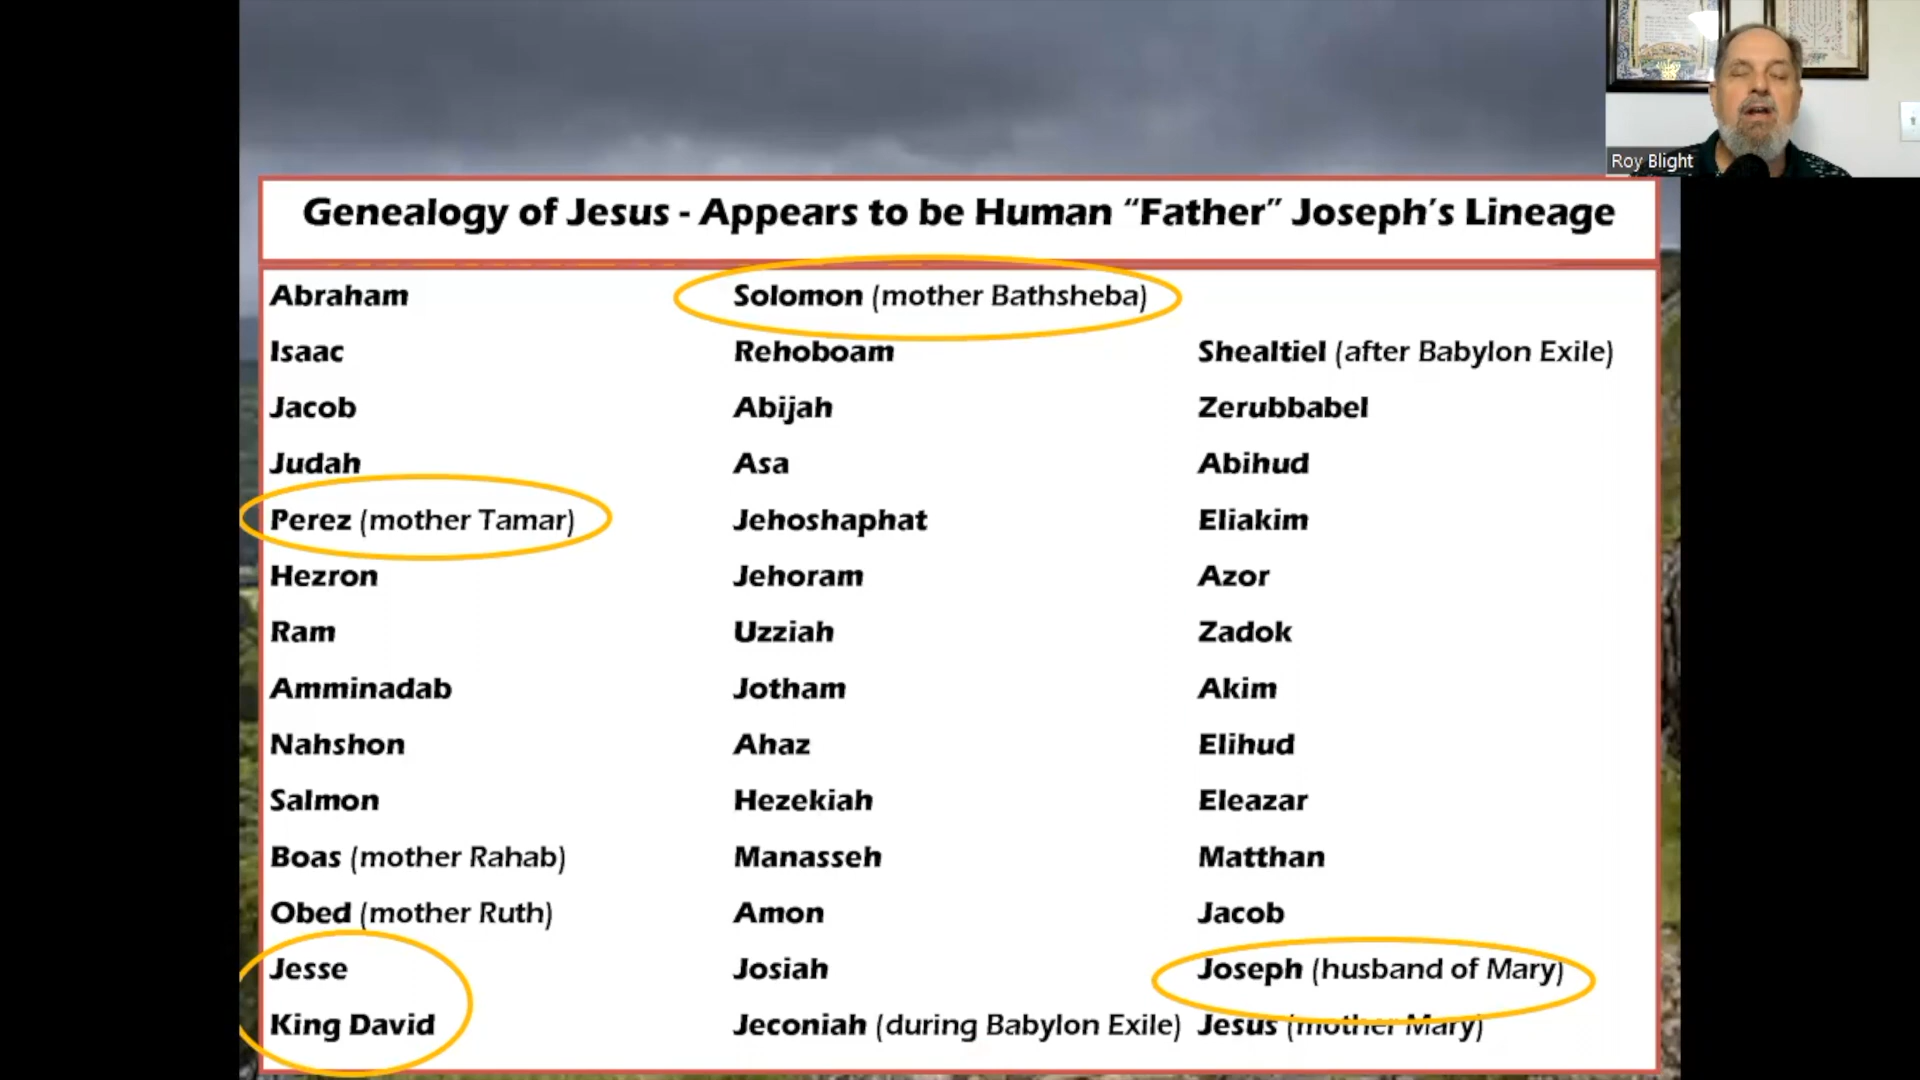 Roy Blight
Genealogy of Jesus - Appears to be Human “Father” Joseph’s Lineage
Abraham
Isaac
Jacob
Judah
Perez (mother Tamar)
Hezron
Ram
Amminadab
Nahshon
Salmon
Boas (mother Rahab)
Obed (mother Ruth)
Jesse
King David
Solomon (mother Bathsheba)
Rehoboam
Abijah
Asa
Jehoshaphat
Jehoram
Uzziah
Jotham
Ahaz
Hezekiah
Manasseh
Amon
Josiah
Jeconiah (during Babylon Exile)
Shealtiel (after Babylon Exile)
Zerubbabel
Abihud
Eliakim
Azor
Zadok
Akim
Elihud
Eleazar
Matthan
Jacob
Joseph (husband of Mary)
Jesus (mother Mary)